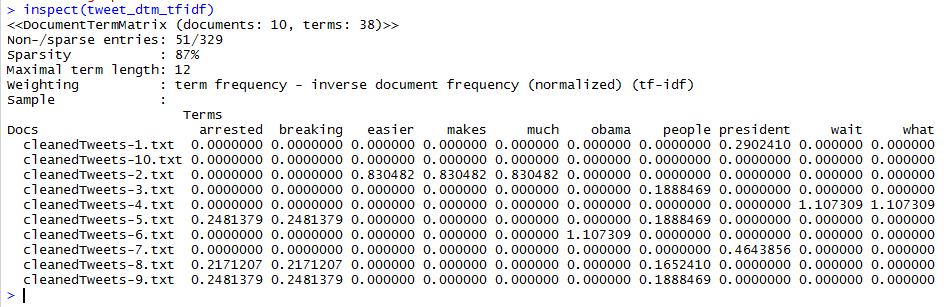 > inspect(tweet_dtm_tfidf)
<<DocumentTermMatrix (documents: 10, terms: 38)>>
Non-/sparse entries: 51/329
Sparsity           : 87%
Maximal term length: 12
Weighting          : term frequency - inverse document frequency (normalized) (tf-idf)
Sample             :
                     Terms
Docs                   arrested  breaking   easier    makes     much    obama    people president     wait     what
  cleanedTweets-1.txt  0.0000000 0.0000000 0.000000 0.000000 0.000000 0.000000 0.0000000 0.2902410 0.000000 0.000000
  cleanedTweets-10.txt 0.0000000 0.0000000 0.000000 0.000000 0.000000 0.000000 0.0000000 0.0000000 0.000000 0.000000
  cleanedTweets-2.txt  0.0000000 0.0000000 0.830482 0.830482 0.830482 0.000000 0.0000000 0.0000000 0.000000 0.000000
  cleanedTweets-3.txt  0.0000000 0.0000000 0.000000 0.000000 0.000000 0.000000 0.1888469 0.0000000 0.000000 0.000000
  cleanedTweets-4.txt  0.0000000 0.0000000 0.000000 0.000000 0.000000 0.000000 0.0000000 0.0000000 1.107309 1.107309
  cleanedTweets-5.txt  0.2481379 0.2481379 0.000000 0.000000 0.000000 0.000000 0.1888469 0.0000000 0.000000 0.000000
  cleanedTweets-6.txt  0.0000000 0.0000000 0.000000 0.000000 0.000000 1.107309 0.0000000 0.0000000 0.000000 0.000000
  cleanedTweets-7.txt  0.0000000 0.0000000 0.000000 0.000000 0.000000 0.000000 0.0000000 0.4643856 0.000000 0.000000
  cleanedTweets-8.txt  0.2171207 0.2171207 0.000000 0.000000 0.000000 0.000000 0.1652410 0.0000000 0.000000 0.000000
  cleanedTweets-9.txt  0.2481379 0.2481379 0.000000 0.000000 0.000000 0.000000 0.1888469 0.0000000 0.000000 0.000000
>